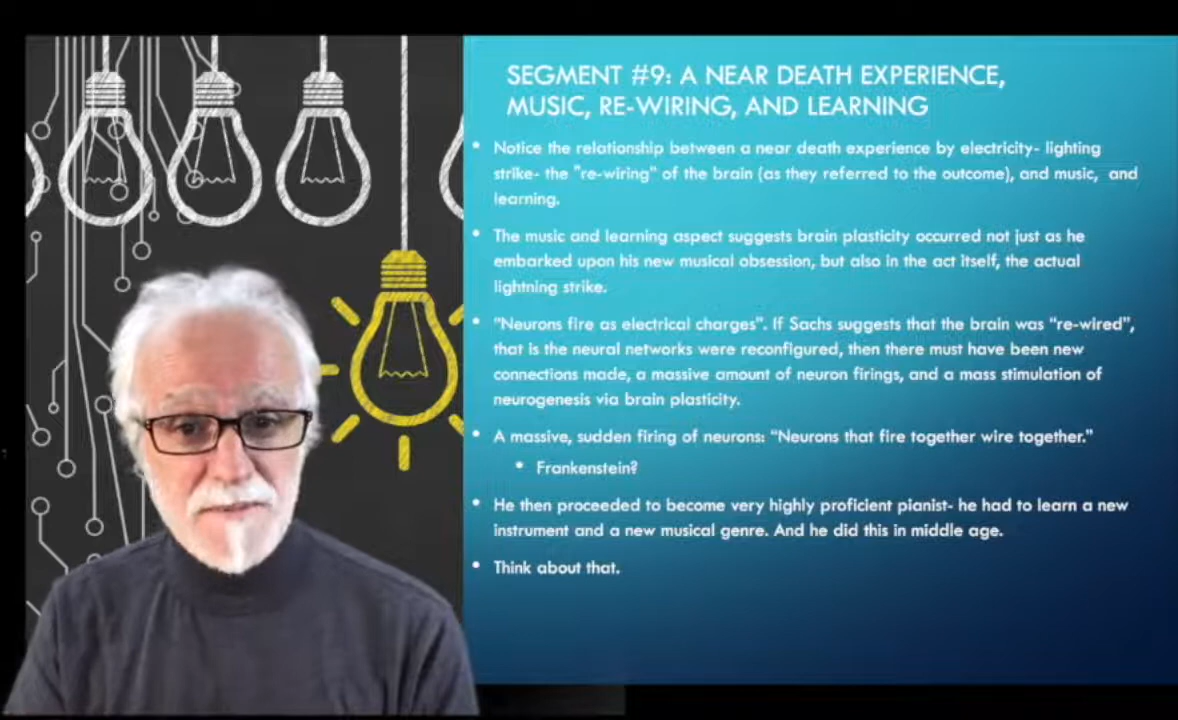 SEGMENT #9: A NEAR DEATH EXPERIENCE,
MUSIC, RE-WIRING, AND LEARNING
• Notice the relationship between a near death experience by electricity- lighting
strike- the "re-wiring" of the brain (as they referred to the outcome), and music, and
learning.
• The music and learning aspect suggests brain plasticity occurred not just as he
embarked upon his new musical obsession, but also in the act itself, the actual
lightning strike.
• "Neurons fire as electrical charges". If Sachs suggests that the brain was "re-wired",
that is the neural networks were reconfigured, then there must have been new
connections made, a massive amount of neuron firings, and a mass stimulation of
neurogenesis via brain plasticity.
• A massive, sudden firing of neurons: "Neurons that fire together wire together."
• Frankenstein?
• He then proceeded to become very highly proficient pianist- he had to learn a new
instrument and a new musical genre. And he did this in middle age.
• Think about that.